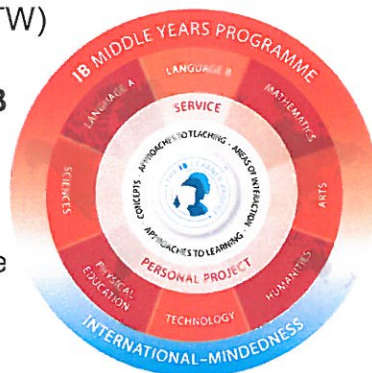 TW)
IB MIDDLE YEARS PROGRAMME
LANGUAGE A
LANGUAGE B
MATHEMATICS
SERVICE
APPROACHES TO TEACHING · AREAS OF INTERACTION ·
CONCEPTS ·
SCIENCES
ARTS
APPROACHES TO LEARNING ·
e
PERSONAL PROJECT
PHYSICAL
EDUCATION
HUMANITIES
TECHNOLOGY
INTERNATIONAL-MINDEDNESS